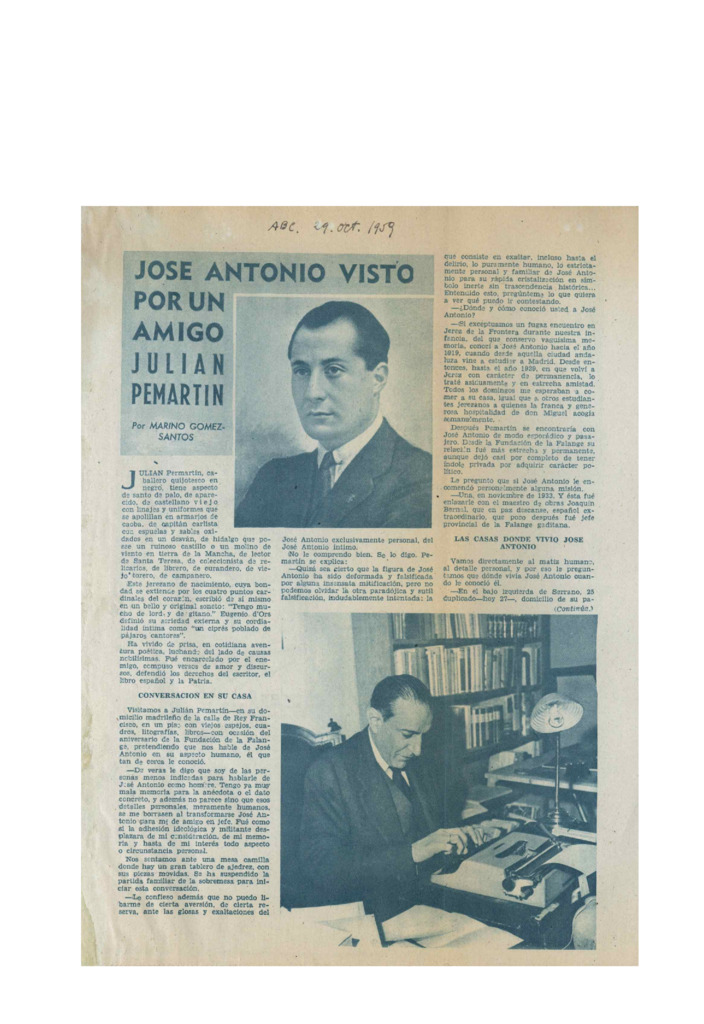 ABC, 29. oct. 1959
JOSE ANTONIO VISTO
POR UN
AMIGO
JULIAN
PEMARTIN
Por MARINO GOMEZ-
SANTOS
JULIAN Permartin, ca-
ballero quijotesco en
negro, tiene aspecto
de santo de palo, de apare-
cido, de castellano viejo
con linajes y uniformes que
se apolillan en armarios de
caoba, de capitán carlista
con espuelas y sables oxi-
dados en un desván, de hidalgo que po-
see un ruinoso castillo o un molino de
viento en tierra de la Mancha, de lector
de Santa Teresa, de coleccionista de re-
licarios, de librero, de curandero, de vie-
jo torero, de campanero.
Este jerezano de nacimiento, cuya bon-
dad se extiende por los cuatro puntos car-
dinales del corazón, escribió de sí mismo
en un bello y original soneto: "Tengo mu-
cho de lord y de gitano." Eugenio d'Ors
definió su seriedad externa y su cordia-
lidad íntima como "un ciprés poblado de
pájaros cantores".
Ha vivido de prisa, en cotidiana aven-
tura poética, luchando del lado de causas
nobilísimas. Fué encarcelado por el ene-
migo, compuso versos de amor y discur-
sos, defendió los derechos del escritor, el
libro español y la Patria.
CONVERSACION EN SU CASA
Visitamos a Julián Pemartín—en su do-
micilio madrileño de la calle de Rey Fran-
cisco, en un piso con viejos espejos, cua-
dros, litografías, libros—con ocasión del
aniversario de la Fundación de la Falan-
ge, pretendiendo que nos hable de José
Antonio en su aspecto humano, él que
tan de cerca le conoció.
—De veras le digo que soy de las per-
sonas menos indicadas para hablarle de
José Antonio como hombre. Tengo ya muy
mala memoria para la anécdota o el dato
concreto, y además no parece sino que esos
detalles personales, meramente humanos,
se me borrasen al transformarse José An-
tonio para mí de amigo en jefe. Fué como
si la adhesión ideológica y militante des-
plazara de mi consideración, de mi memo-
ria y hasta de mi interés todo aspecto
o circunstancia personal.
Nos sentamos ante una mesa camilla
donde hay un gran tablero de ajedrez, con
sus piezas movidas. Se ha suspendido la
partida familiar de la sobremesa para ini-
ciar esta conversación.
—Le confieso además que no puedo li-
brarme de cierta aversión, de cierta re-
serva, ante las glosas y exaltaciones del
José Antonio exclusivamente personal, del
José Antonio íntimo.
No le comprendo bien. Se lo digo. Pe-
martín se explica:
—Quizá sea cierto que la figura de José
Antonio ha sido deformada y falsificada
por alguna insensata mitificación, pero no
podemos olvidar la otra paradójica y sutil
falsificación, indudablemente intentada: la
que consiste en exaltar, incluso hasta el
delirio, lo puramente humano, lo estricta-
mente personal y familiar de José Anto-
nio para su rápida cristalización en sím-
bolo inerte sin trascendencia histórica...
Entendido esto, pregúnteme lo que quiera
a ver qué puedo ir contestando.
—¿Dónde y cómo conoció usted a José
Antonio?
—Si exceptuamos un fugaz encuentro en
Jerez de la Frontera durante nuestra in-
fancia, del que conservo vaguísima me-
moria, conocí a José Antonio hacia el año
1919, cuando desde aquella ciudad anda-
luza vine a estudiar a Madrid. Desde en-
tonces, hasta el año 1929, en que volví a
Jerez con carácter de permanencia, lo
traté asiduamente y en estrecha amistad.
Todos los domingos me esperaban a co-
mer a su casa, igual que a otros estudian-
tes jerezanos a quienes la franca y gene-
rosa hospitalidad de don Miguel acogía
semanalmente.
Después Pemartín se encontraría con
José Antonio de modo esporádico y pasa-
jero. Desde la Fundación de la Falange su
relación fué más estrecha y permanente,
aunque dejó casi por completo de tener
índole privada por adquirir carácter po-
lítico.
Le pregunto que si José Antonio le en-
comendó personalmente alguna misión.
—Una, en noviembre de 1933. Y ésta fué
enlazarle con el maestro de obras Joaquín
Bernal, que en paz descanse, español ex-
traordinario, que poco después fué jefe
provincial de la Falange gaditana.
LAS CASAS DONDE VIVIO JOSE
ANTONIO
Vamos directamente al matiz humano,
al detalle personal, y por eso le pregun-
tamos que dónde vivía José Antonio cuan-
do le conoció él.
—En el bajo izquierda de Serrano, 25
duplicado—hoy 27—, domicilio de su pa-
(Continúa.)